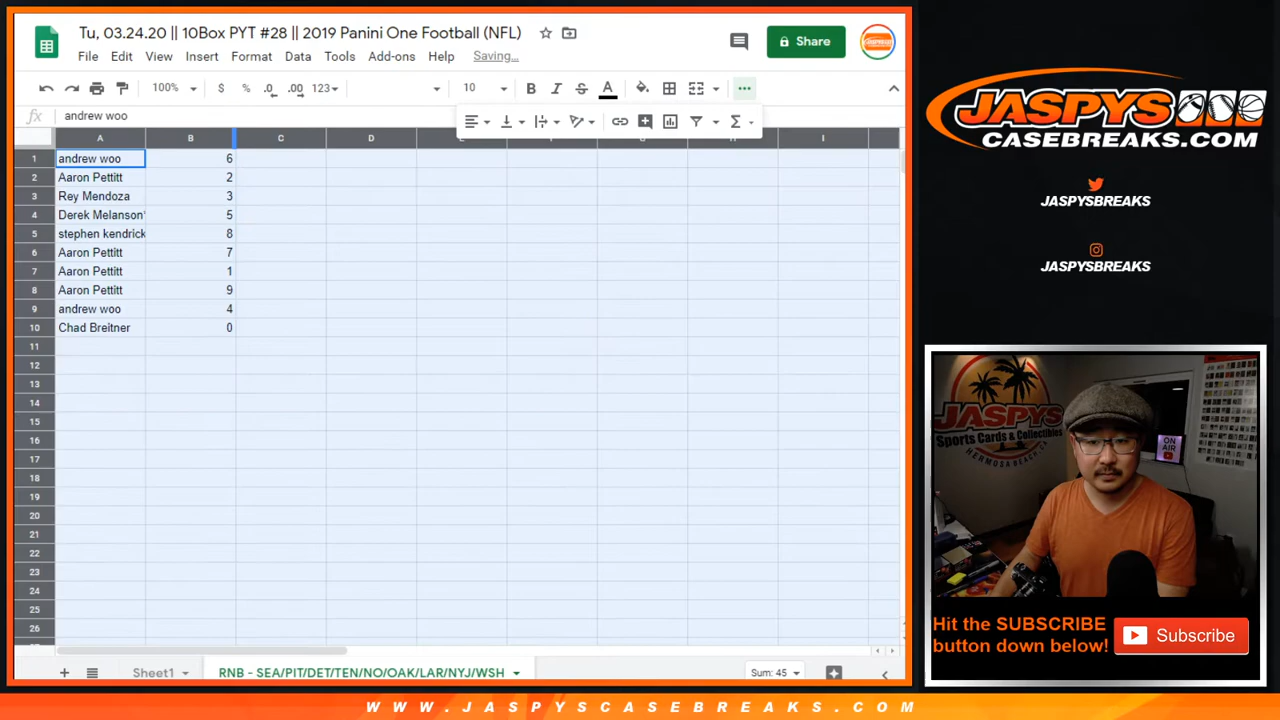 Tu, 03.24.20 || 10Box PYT #28 || 2019 Panini One Football (NFL)
File Edit View Insert Format Data Tools Add-ons Help Saving...
Share
100% $ % .0 .00 123 10 B I S A
fx andrew woo
A B C D
1 andrew woo 6
2 Aaron Pettitt 2
3 Rey Mendoza 3
4 Derek Melanson 5
5 stephen kendrick 8
6 Aaron Pettitt 7
7 Aaron Pettitt 1
8 Aaron Pettitt 9
9 andrew woo 4
10 Chad Breitner 0
11
12
13
14
15
16
17
18
19
20
21
22
23
24
25
26
Sheet1
RNB - SEA/PIT/DET/TEN/NO/OAK/LAR/NYJ/WSH
Sum: 45
JASPYS
CASEBREAKS.COM
JASPYSBREAKS
JASPYSBREAKS
JASPYS
Sports Cards & Collectibles
HERMOSA BEACH, CA
ON AIR
Hit the SUBSCRIBE
button down below!
Subscribe
WWW.JASPYSCASEBREAKS.COM